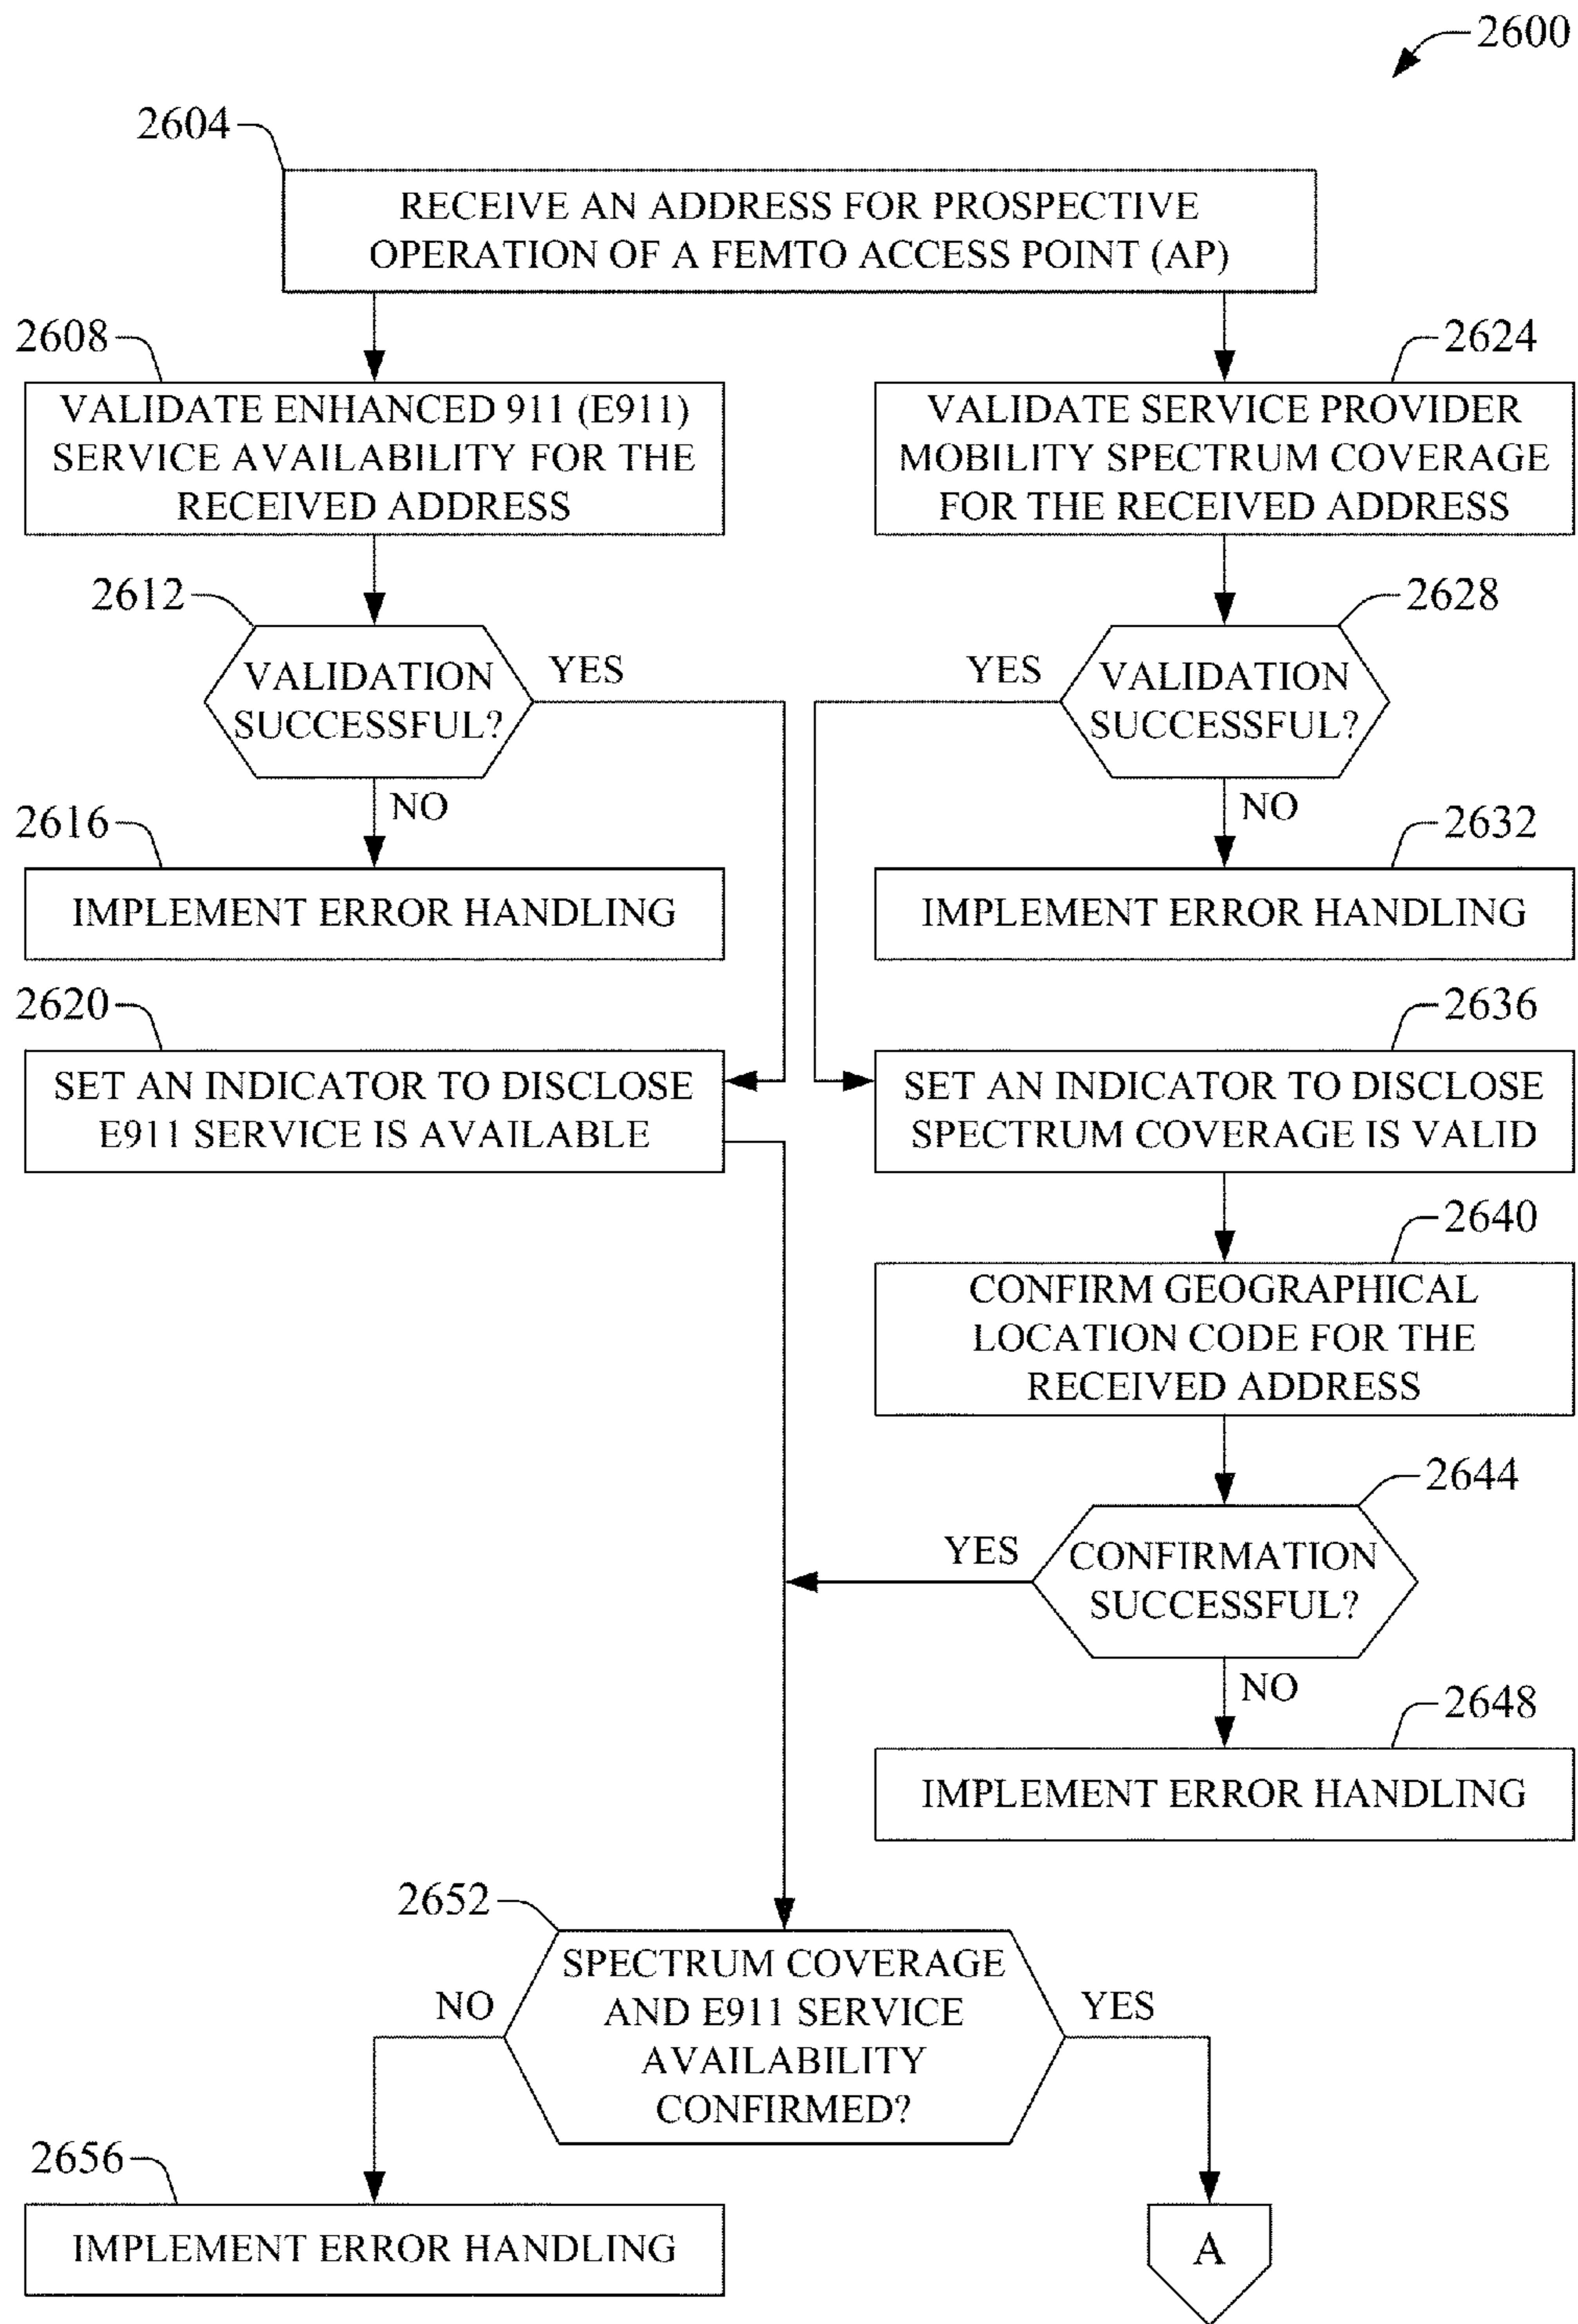 2600
2604
RECEIVE AN ADDRESS FOR PROSPECTIVE
OPERATION OF A FEMTO ACCESS POINT (AP)
2608
VALIDATE ENHANCED 911 (E911)
SERVICE AVAILABILITY FOR THE
RECEIVED ADDRESS
2624
VALIDATE SERVICE PROVIDER
MOBILITY SPECTRUM COVERAGE
FOR THE RECEIVED ADDRESS
2612
VALIDATION
SUCCESSFUL?
YES
NO
2628
VALIDATION
SUCCESSFUL?
YES
NO
2616
IMPLEMENT ERROR HANDLING
2632
IMPLEMENT ERROR HANDLING
2620
SET AN INDICATOR TO DISCLOSE
E911 SERVICE IS AVAILABLE
2636
SET AN INDICATOR TO DISCLOSE
SPECTRUM COVERAGE IS VALID
2640
CONFIRM GEOGRAPHICAL
LOCATION CODE FOR THE
RECEIVED ADDRESS
2644
CONFIRMATION
SUCCESSFUL?
YES
NO
2648
IMPLEMENT ERROR HANDLING
2652
SPECTRUM COVERAGE
AND E911 SERVICE
AVAILABILITY
CONFIRMED?
NO
YES
2656
IMPLEMENT ERROR HANDLING
A